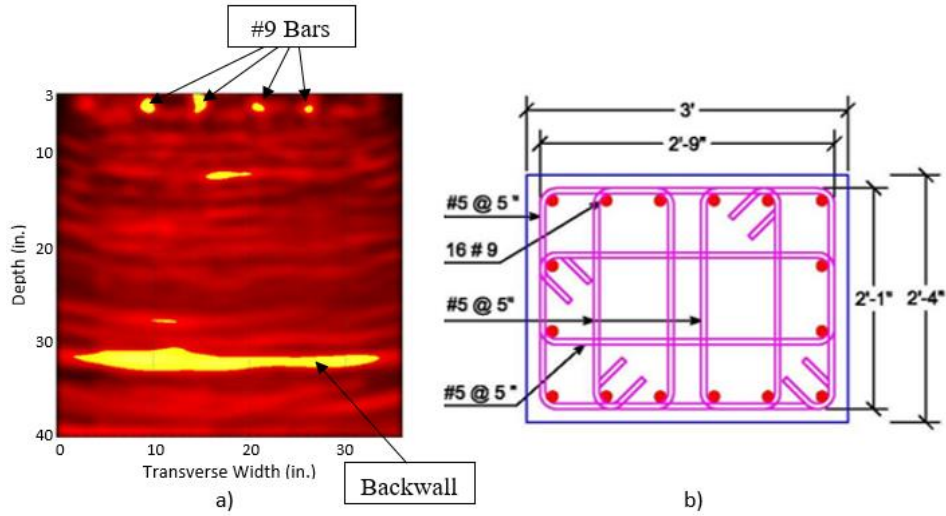 #9 Bars
3
10
20
30
40
Depth (in.)
0 10 20 30
Transverse Width (in.)
Backwall
a)
3'
2'-9"
#5 @ 5 "
16 # 9
#5 @ 5"
#5 @ 5 "
2'-1"
2'-4"
b)